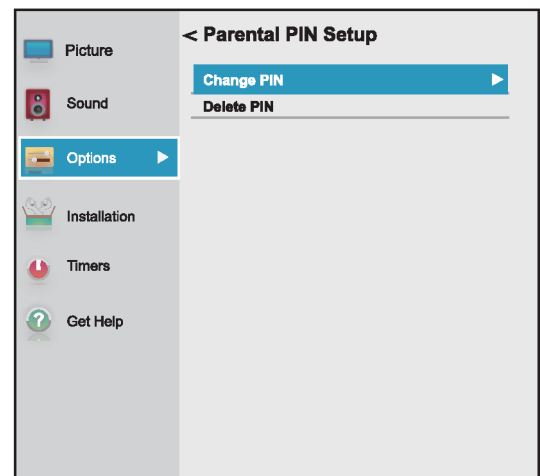 Picture
Sound
Options
Installation
Timers
Get Help
< Parental PIN Setup
Change PIN
Delete PIN